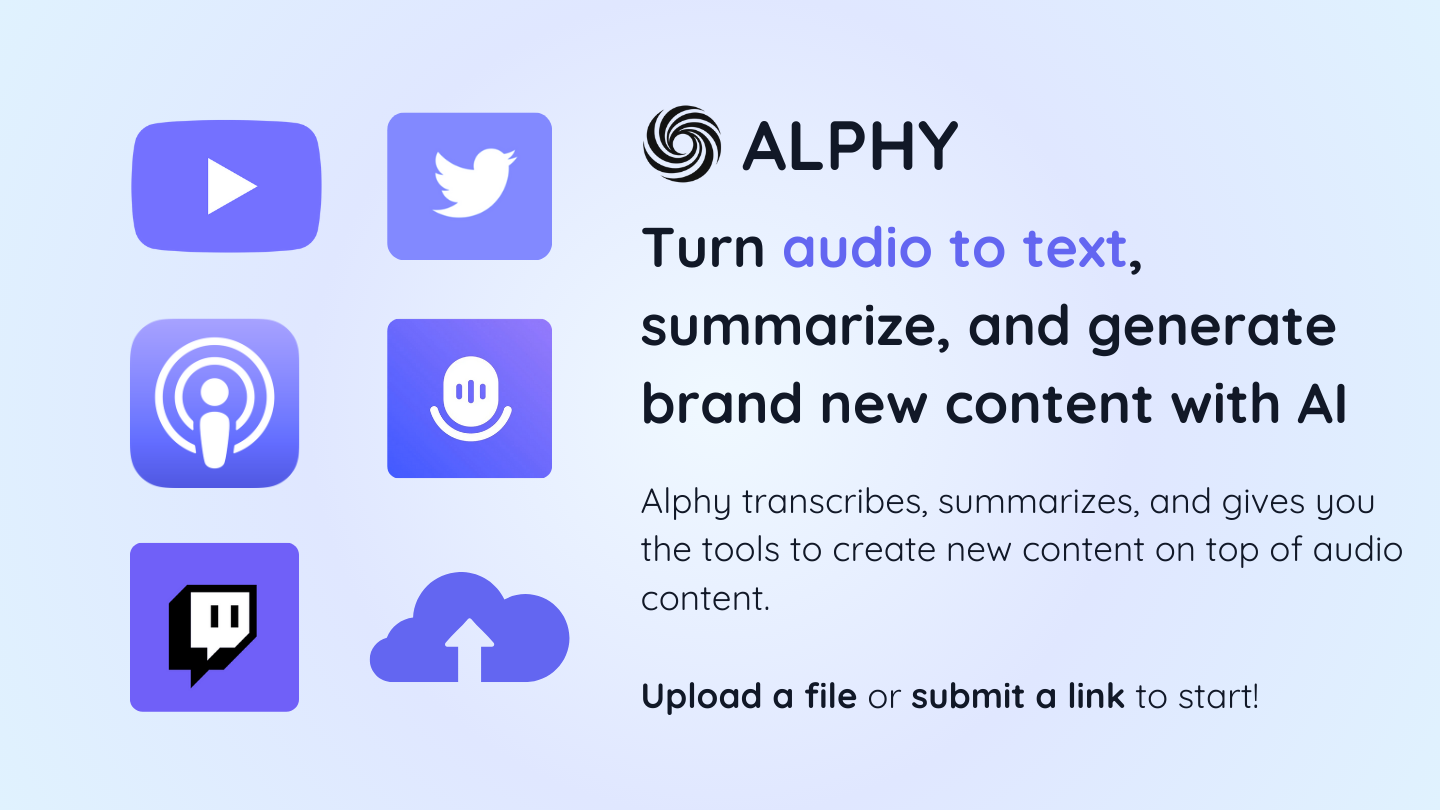 ALPHY
Turn audio to text,
summarize, and generate
brand new content with AI
Alphy transcribes, summarizes, and gives you
the tools to create new content on top of audio
content.
Upload a file or submit a link to start!